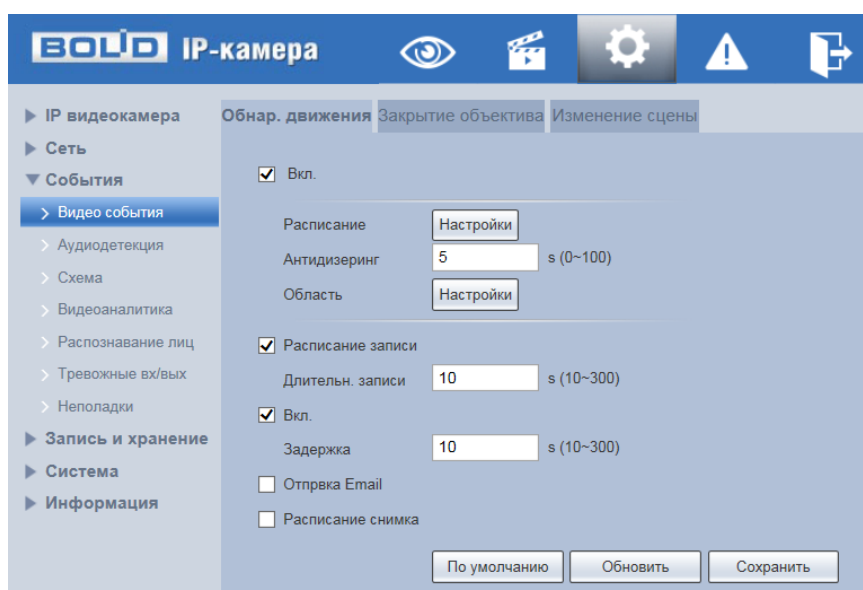 BOLID IP-камера
IP видеокамера
Сеть
События
Видео события
Аудиодетекция
Схема
Видеоаналитика
Распознавание лиц
Тревожные вх/вых
Неполадки
Запись и хранение
Система
Информация
Обнар. движения Закрытие объектива Изменение сцены
Вкл.
Расписание Настройки
Антидизеринг 5 s (0~100)
Область Настройки
Расписание записи
Длительн. записи 10 s (10~300)
Вкл.
Задержка 10 s (10~300)
Отпрвка Email
Расписание снимка
По умолчанию Обновить Сохранить